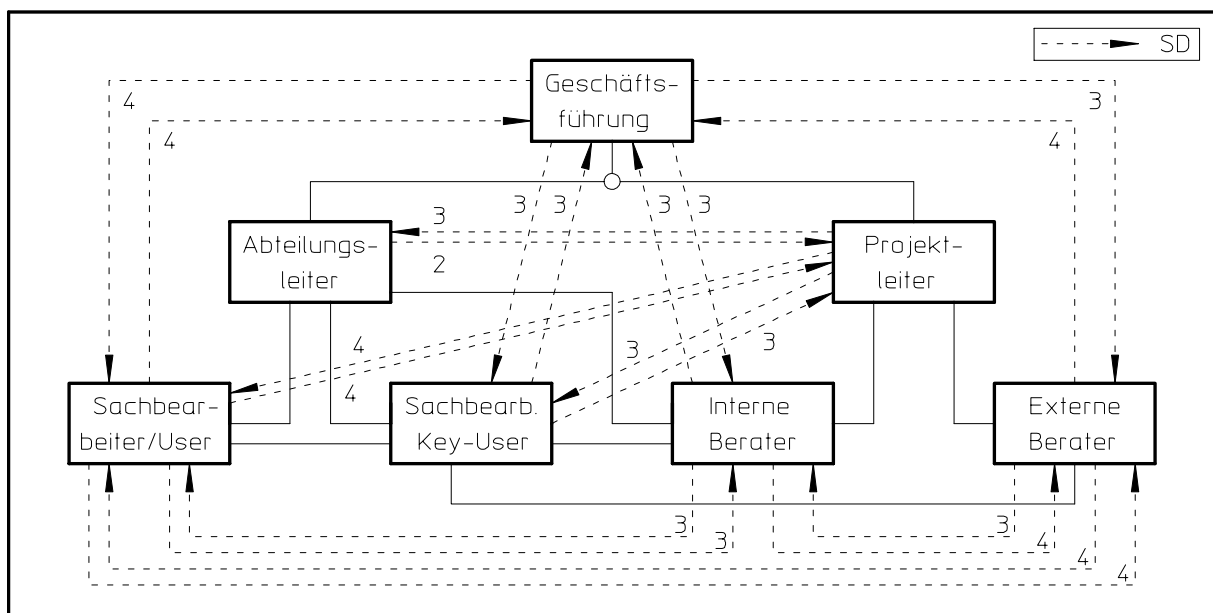 SD
Geschäfts-
führung
4
3
4
4
3
3
3
3
Abteilungs-
leiter
3
2
Projekt-
leiter
4
4
3
3
Sachbear-
beiter/User
Sachbearb.
Key-User
Interne
Berater
Externe
Berater
3
3
3
4
4
4